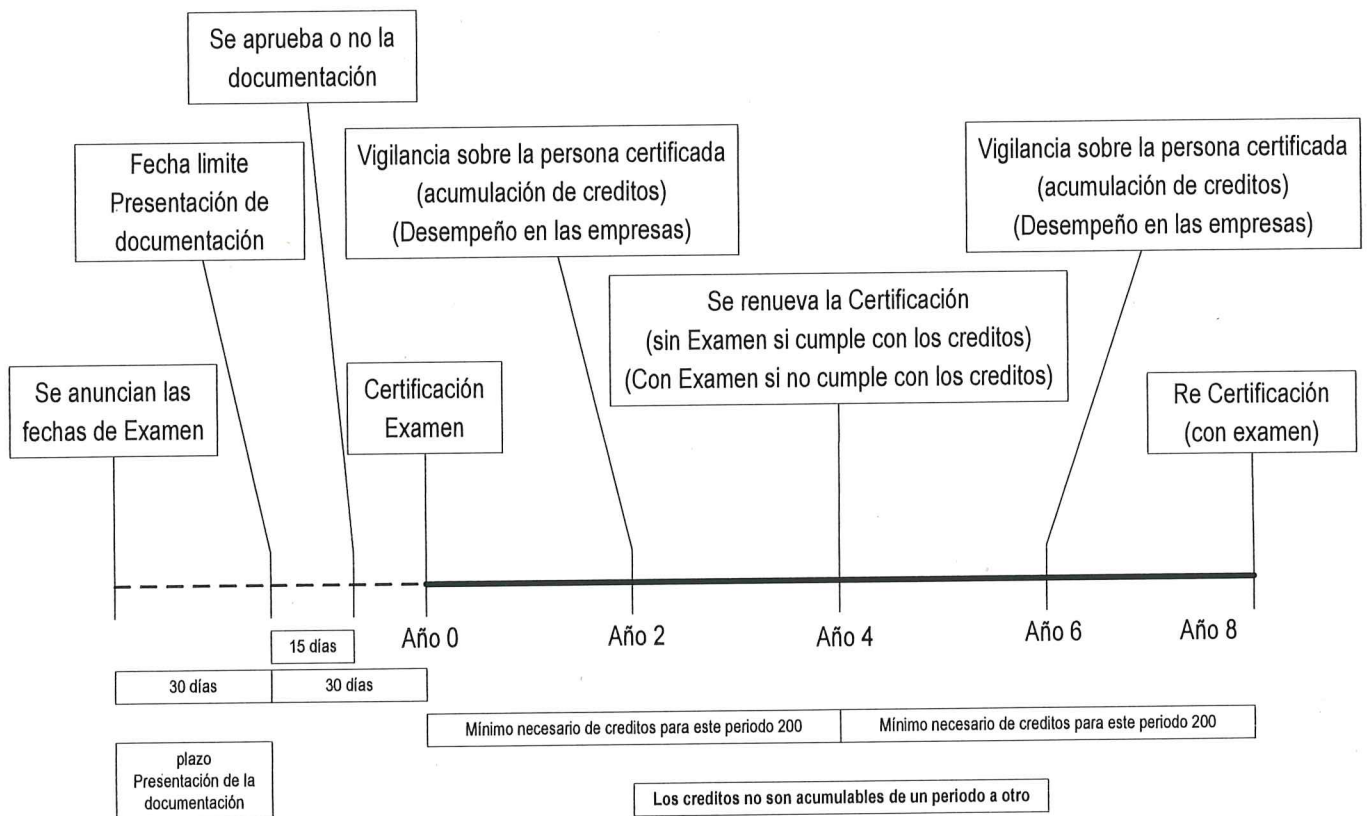 Se aprueba o no la
documentación
Fecha limite
Presentación de
documentación
Vigilancia sobre la persona certificada
(acumulación de creditos)
(Desempeño en las empresas)
Vigilancia sobre la persona certificada
(acumulación de creditos)
(Desempeño en las empresas)
Se renueva la Certificación
(sin Examen si cumple con los creditos)
(Con Examen si no cumple con los creditos)
Se anuncian las
fechas de Examen
Certificación
Examen
Re Certificación
(con examen)
Año 0
Año 2
Año 4
Año 6
Año 8
15 días
30 días
30 días
Mínimo necesario de creditos para este periodo 200
Mínimo necesario de creditos para este periodo 200
plazo
Presentación de la
documentación
Los creditos no son acumulables de un periodo a otro